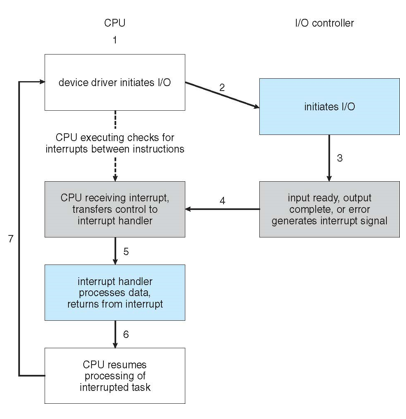 CPU
I/O controller
1
device driver initiates I/O
2
initiates I/O
CPU executing checks for
interrupts between instructions
3
CPU receiving interrupt,
transfers control to
interrupt handler
4
input ready, output
complete, or error
generates interrupt signal
7
5
interrupt handler
processes data,
returns from interrupt
6
CPU resumes
processing of
interrupted task